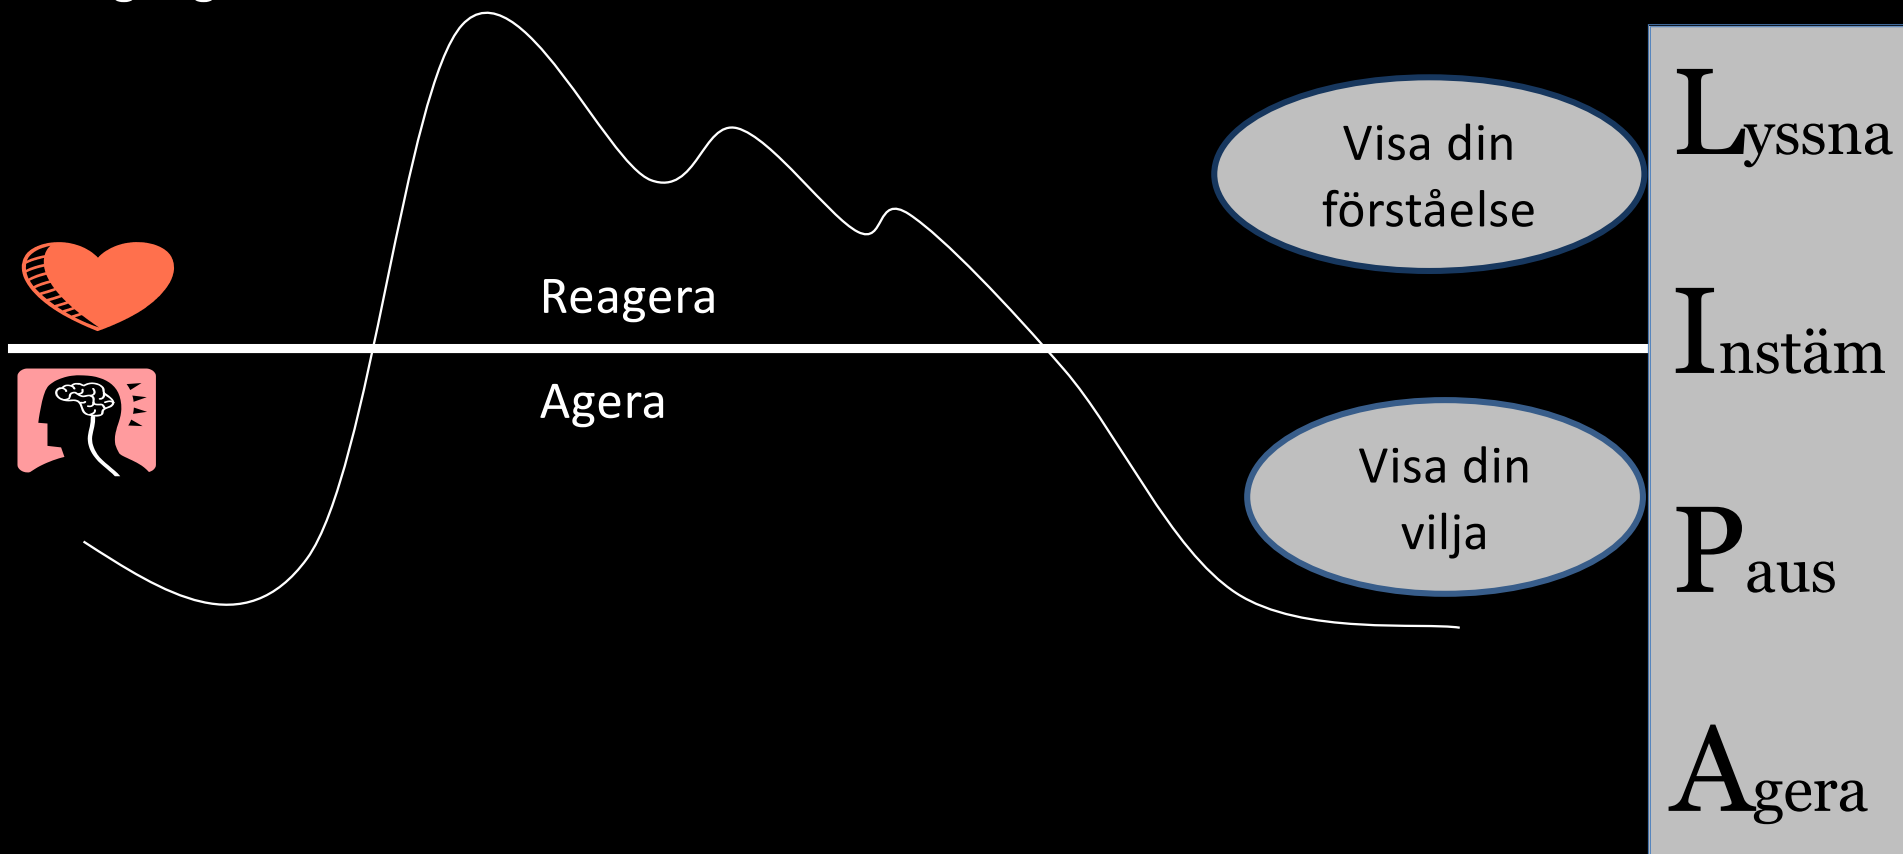 Visa din
förståelse
Reagera
Agera
Visa din
vilja
Lyssna
Instäm
Paus
Agera